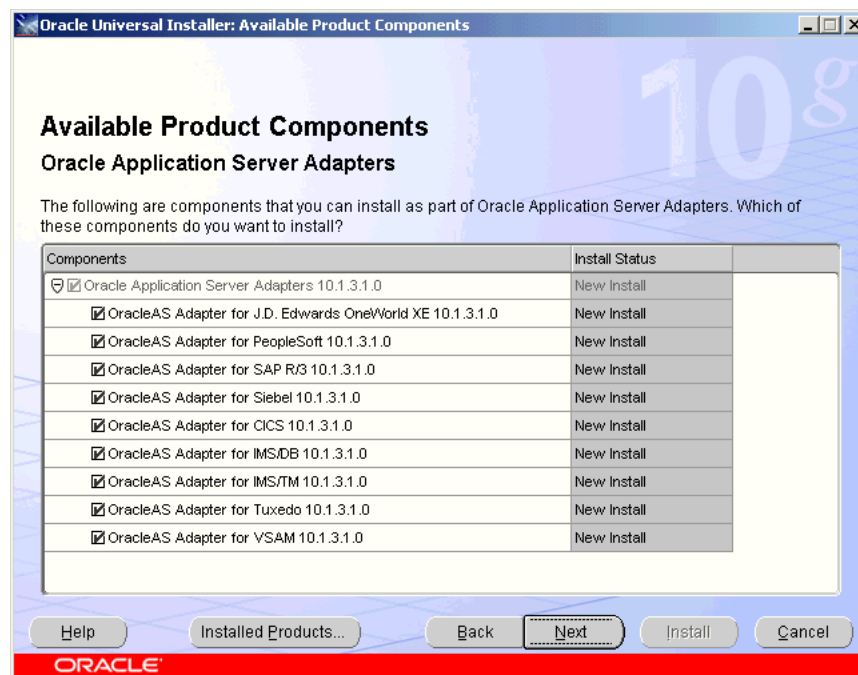 Oracle Universal Installer: Available Product Components
10g
Available Product Components
Oracle Application Server Adapters
The following are components that you can install as part of Oracle Application Server Adapters. Which of
these components do you want to install?
Components Install Status
Oracle Application Server Adapters 10.1.3.1.0 New Install
OracleAS Adapter for J.D. Edwards OneWorld XE 10.1.3.1.0 New Install
OracleAS Adapter for PeopleSoft 10.1.3.1.0 New Install
OracleAS Adapter for SAP R/3 10.1.3.1.0 New Install
OracleAS Adapter for Siebel 10.1.3.1.0 New Install
OracleAS Adapter for CICS 10.1.3.1.0 New Install
OracleAS Adapter for IMS/DB 10.1.3.1.0 New Install
OracleAS Adapter for IMS/TM 10.1.3.1.0 New Install
OracleAS Adapter for Tuxedo 10.1.3.1.0 New Install
OracleAS Adapter for VSAM 10.1.3.1.0 New Install
Help Installed Products... Back Next Install Cancel
ORACLE